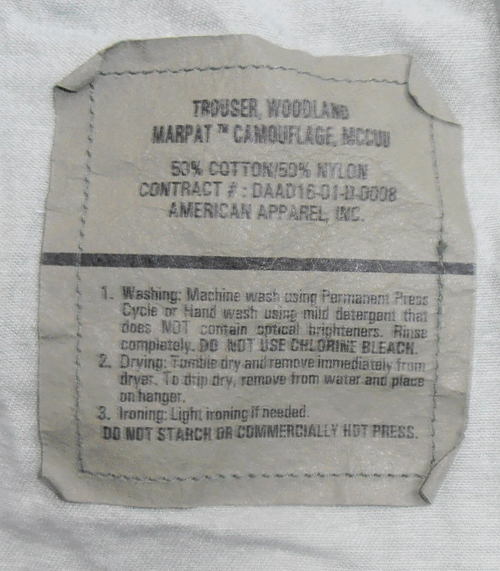 TROUSER, WOODLAND
MARPAT ™ CAMOUFLAGE, MCCUU
50% COTTON/50% NYLON
CONTRACT # : DAAD16-01-D-0008
AMERICAN APPAREL, INC.
1. Washing: Machine wash using Permanent Press
Cycle or Hand wash using mild detergent that
does NOT contain optical brighteners. Rinse
completely. DO NOT USE CHLORINE BLEACH.
2. Drying: Tumble dry and remove immediately from
dryer. To drip dry, remove from water and place
on hanger.
3. Ironing: Light ironing if needed.
DO NOT STARCH OR COMMERCIALLY HOT PRESS.